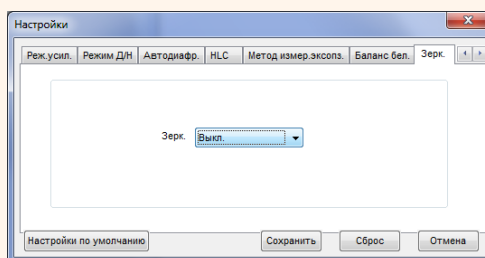 Настройки
Реж.усил. Режим Д/Н Автодиафр. HLC Метод измер.экспз. Баланс бел. Зерк.
Зерк. Выкл.
Настройки по умолчанию Сохранить Сброс Отмена